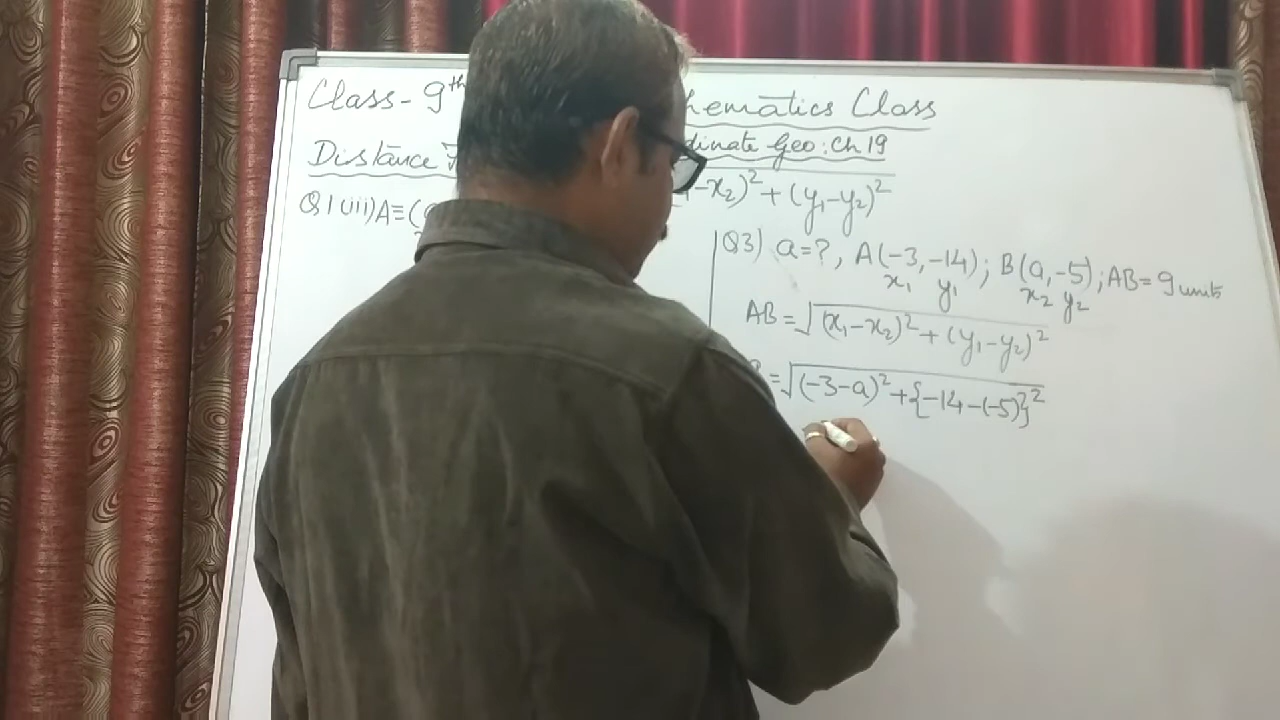 Class - 9th hematics Class
Distance dinate Geo: Ch 19
-x₂)² + (y₁-y₂)²
Q1(iii) A≡(
Q3) a=?, A(-3,-14); B(a,-5); AB=9 units
x₁ y₁ x₂ y₂
AB = √(x₁-x₂)² + (y₁-y₂)²
= √(-3-a)² + {-14-(-5)}²